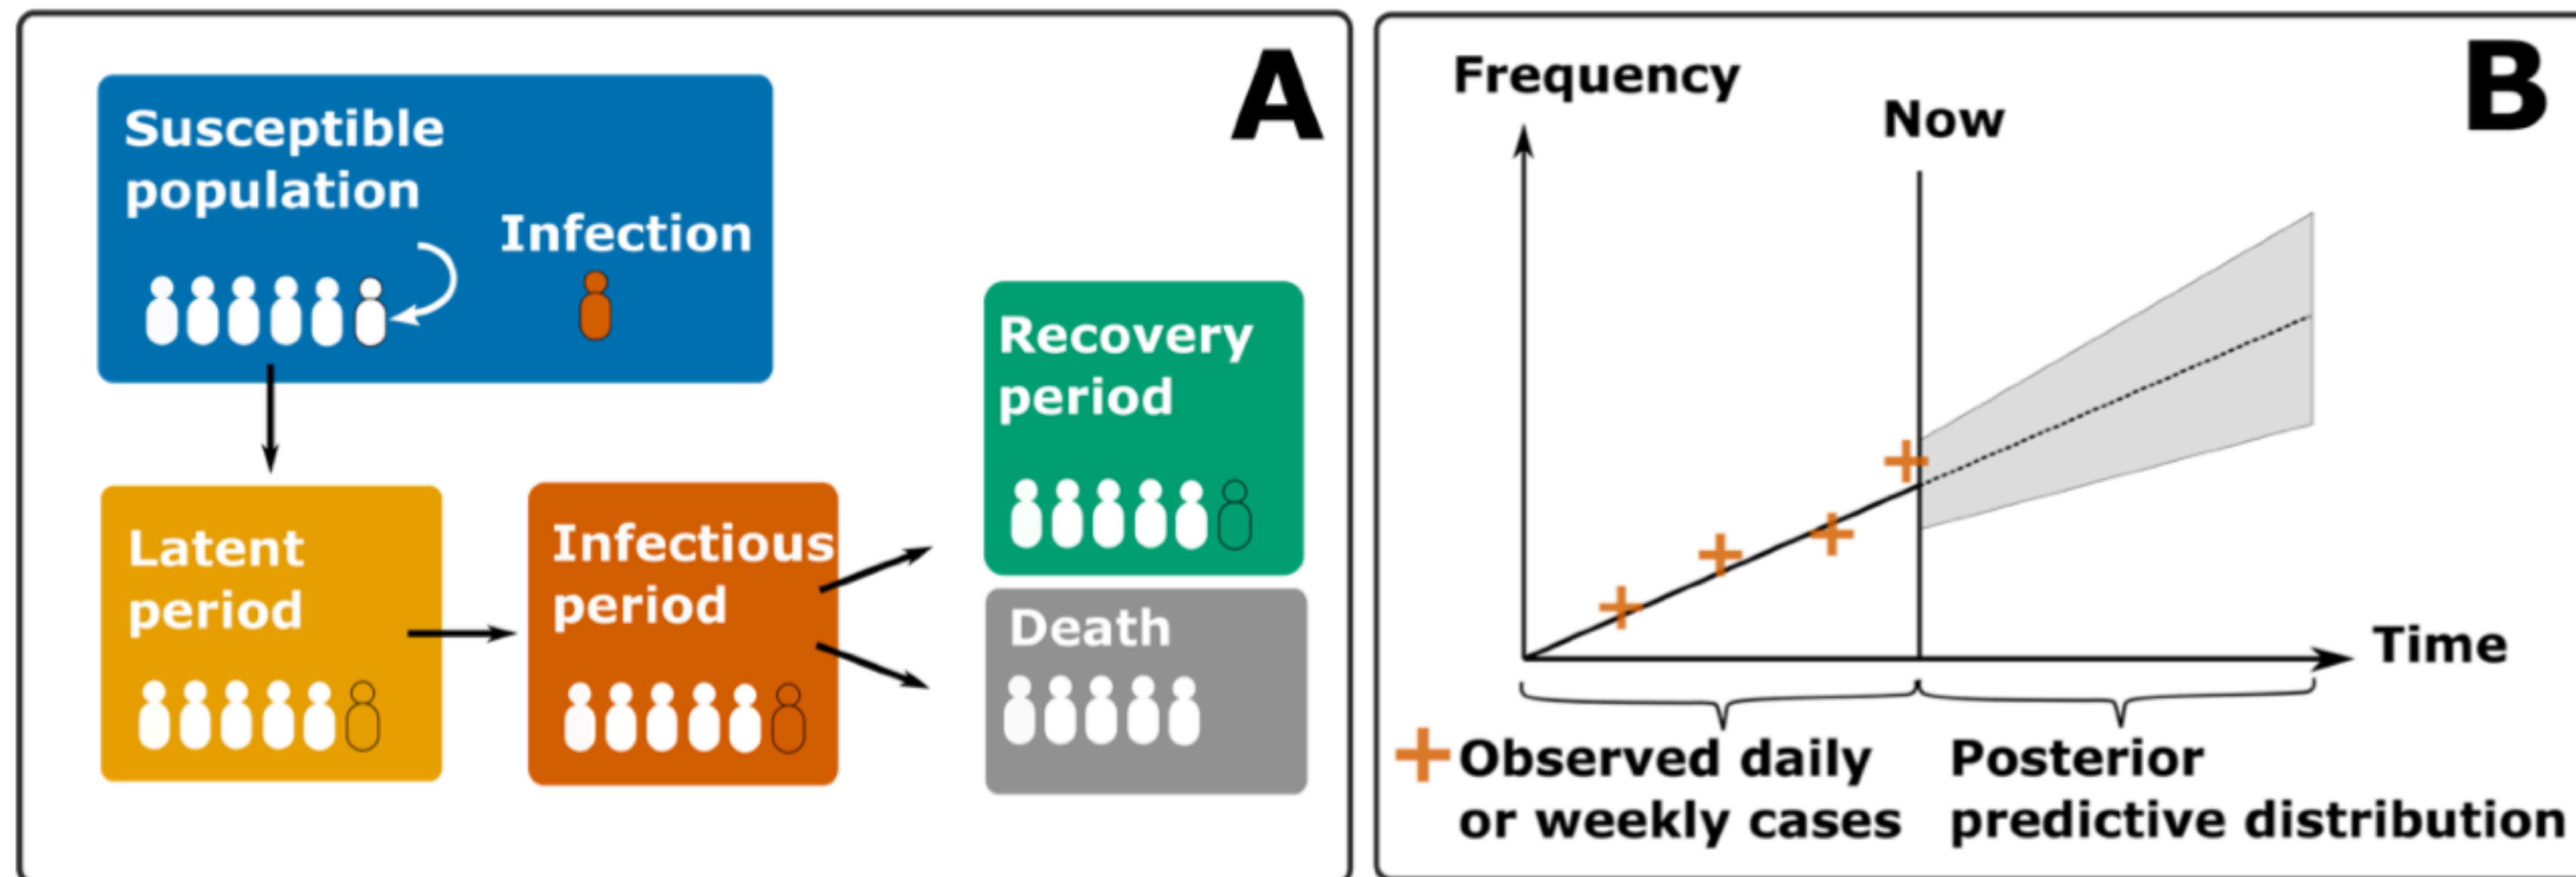 A
Susceptible
population
Infection
Recovery
period
Latent
period
Infectious
period
Death
B
Frequency
Now
Time
Observed daily
or weekly cases
Posterior
predictive distribution